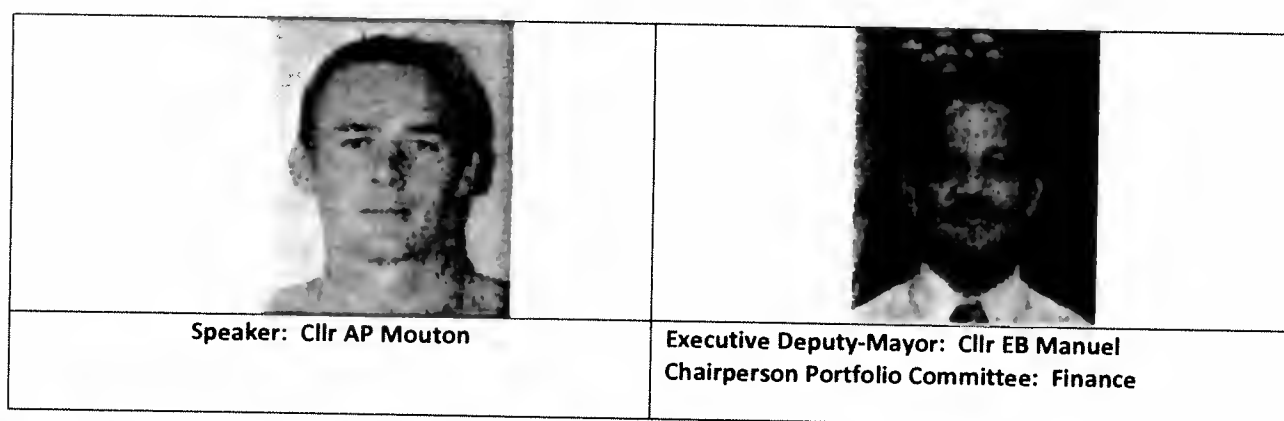 Speaker: Cllr AP Mouton
Executive Deputy-Mayor: Cllr EB Manuel
Chairperson Portfolio Committee: Finance